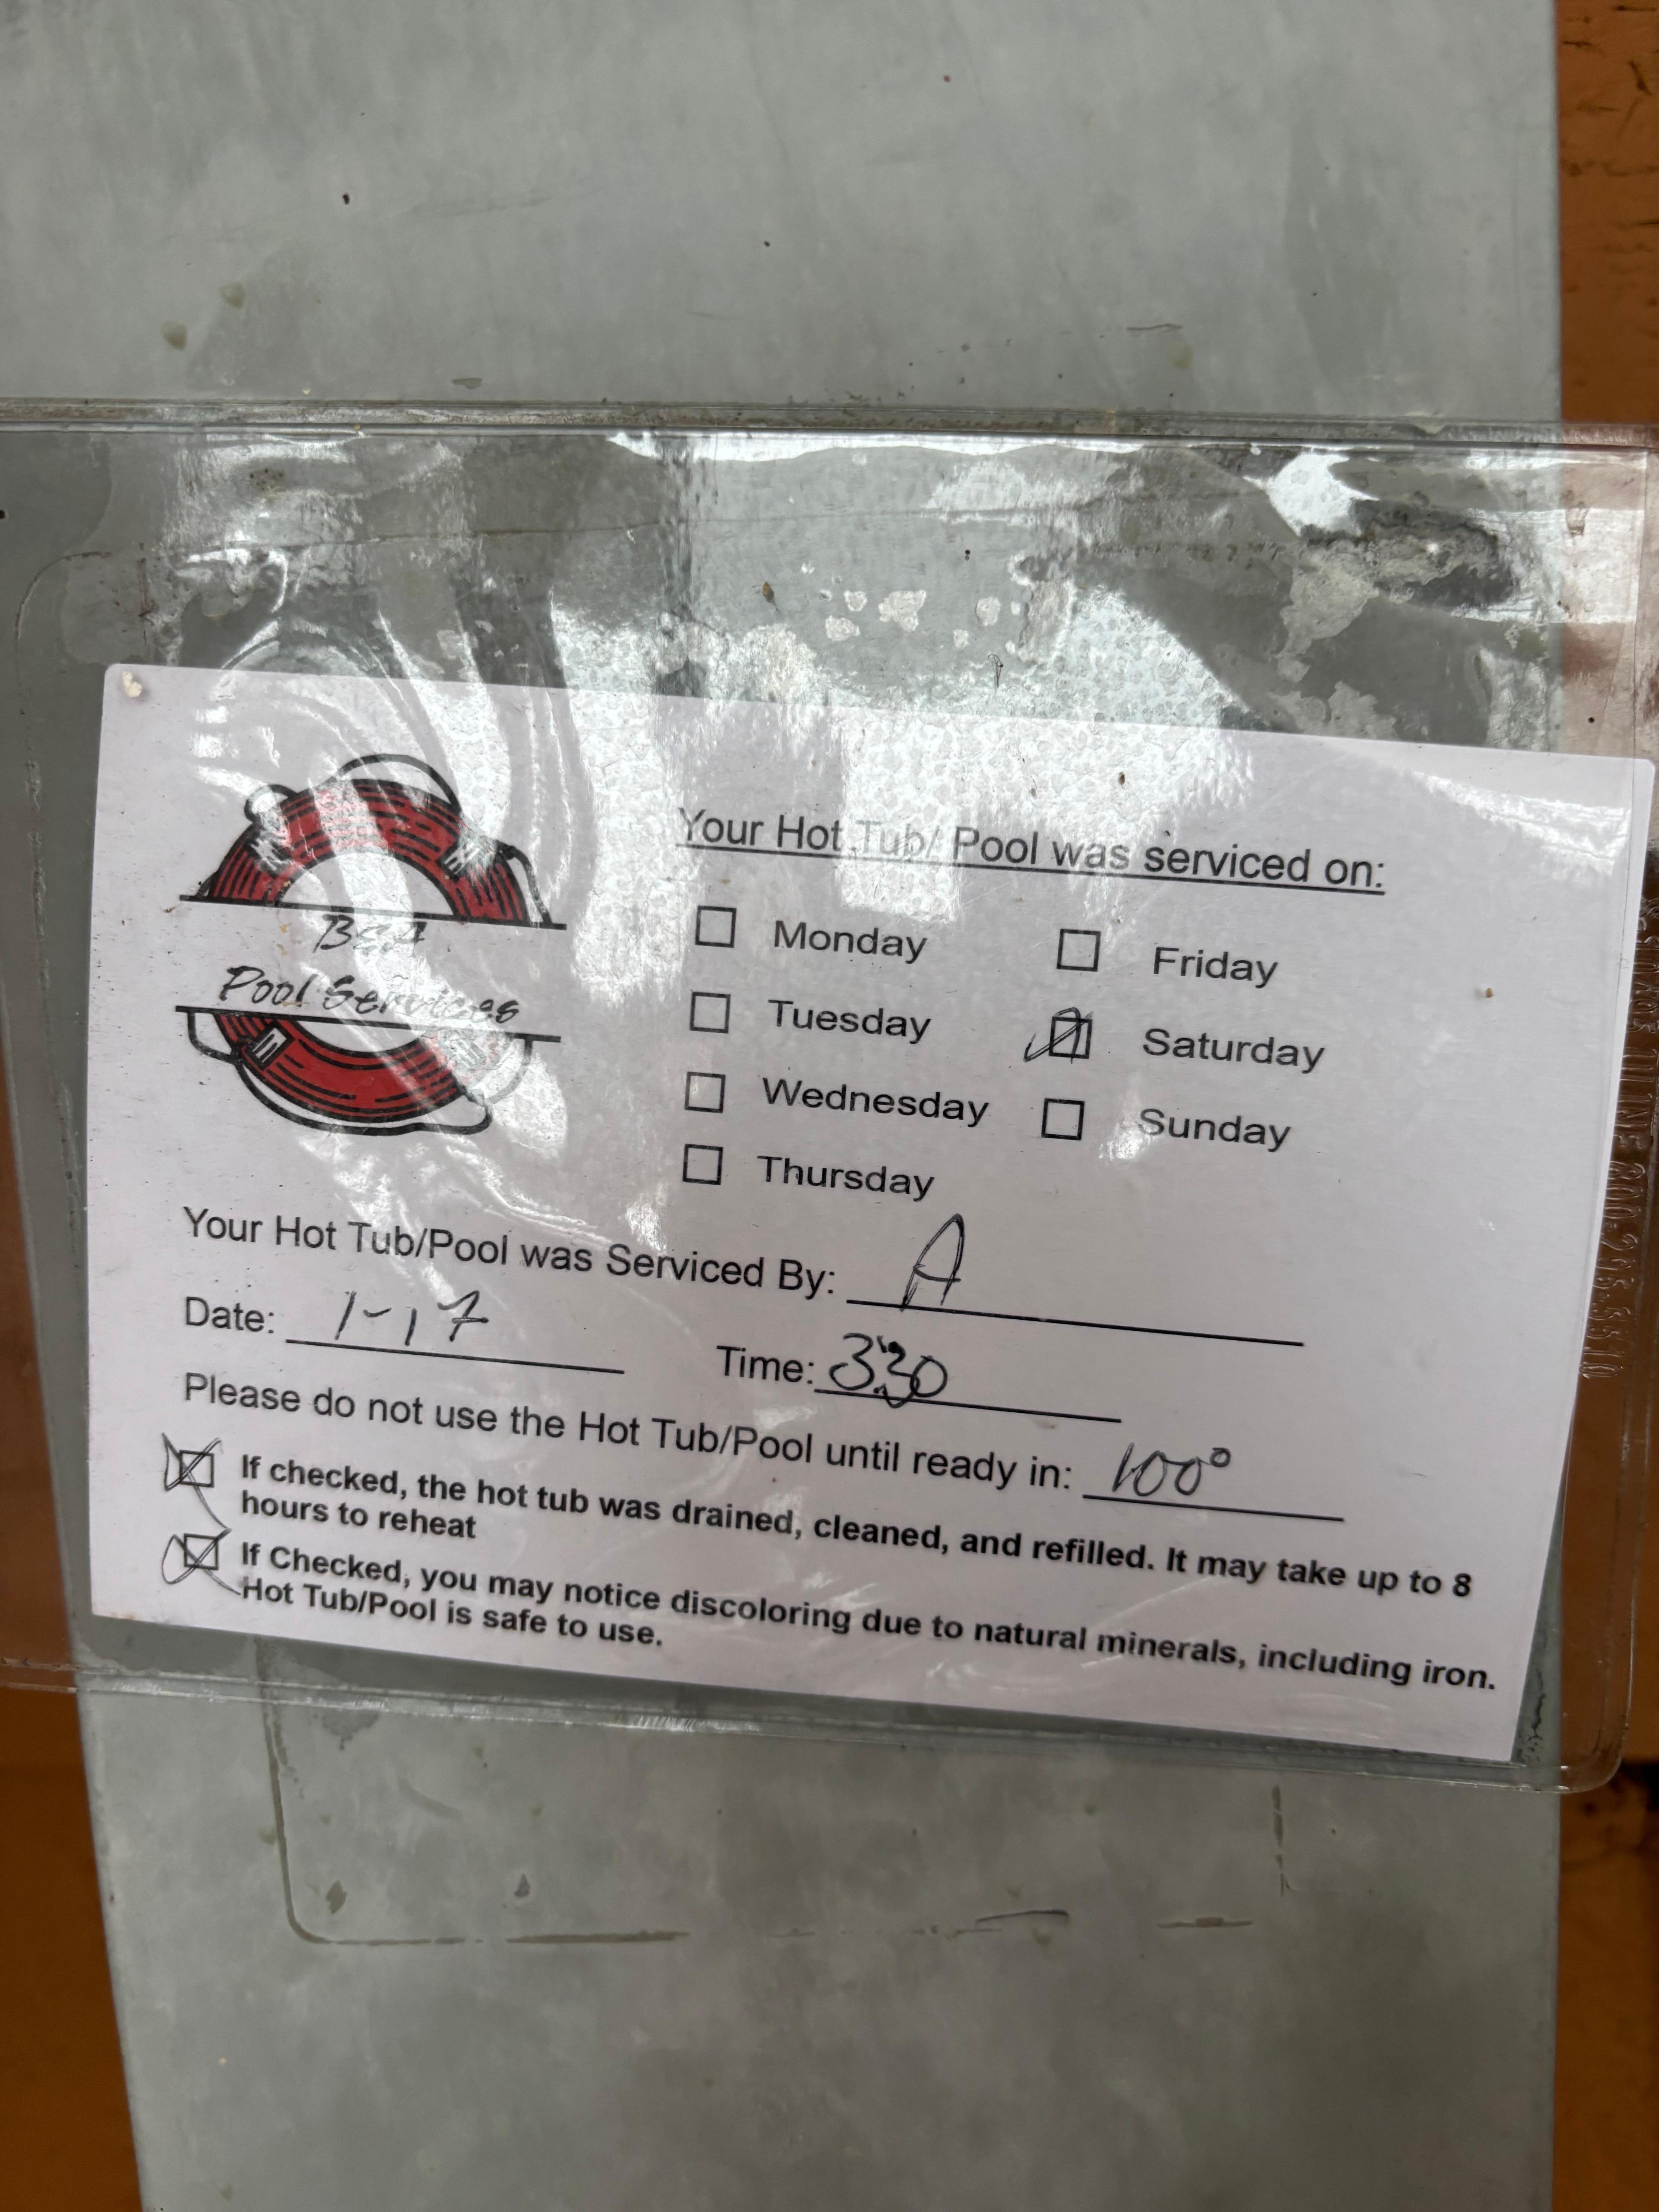 BSA
Pool Services
Your Hot Tub/ Pool was serviced on:
Monday
Tuesday
Wednesday
Thursday
Friday
Saturday
Sunday
Your Hot Tub/Pool was Serviced By: A
Date: 1-17
Time: 3:30
Please do not use the Hot Tub/Pool until ready in: 100°
If checked, the hot tub was drained, cleaned, and refilled. It may take up to 8
hours to reheat
If Checked, you may notice discoloring due to natural minerals, including iron.
Hot Tub/Pool is safe to use.